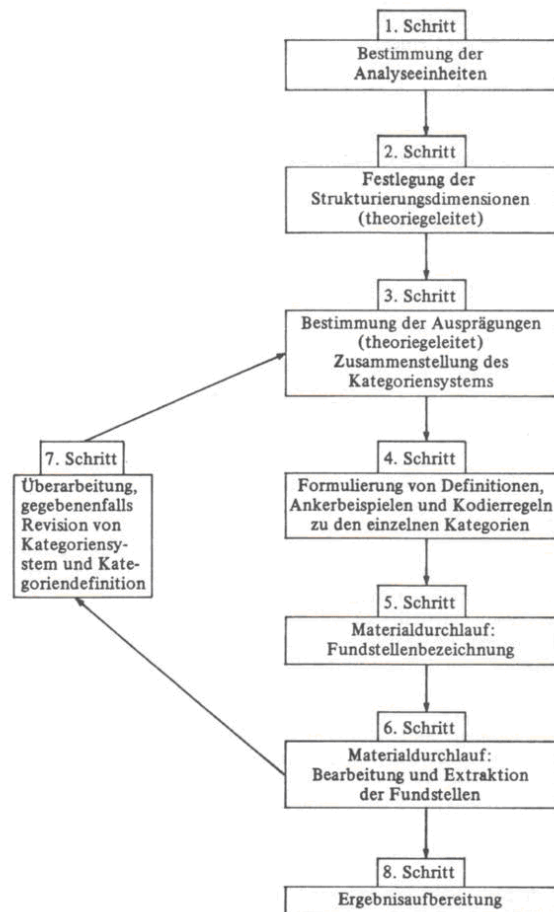 1. Schritt
Bestimmung der
Analyseeinheiten
2. Schritt
Festlegung der
Strukturierungsdimensionen
(theoriegeleitet)
3. Schritt
Bestimmung der Ausprägungen
(theoriegeleitet)
Zusammenstellung des
Kategoriensystems
4. Schritt
Formulierung von Definitionen,
Ankerbeispielen und Kodierregeln
zu den einzelnen Kategorien
5. Schritt
Materialdurchlauf:
Fundstellenbezeichnung
6. Schritt
Materialdurchlauf:
Bearbeitung und Extraktion
der Fundstellen
7. Schritt
Überarbeitung,
gegebenenfalls
Revision von
Kategoriensy-
stem und Kate-
goriendefinition
8. Schritt
Ergebnisaufbereitung